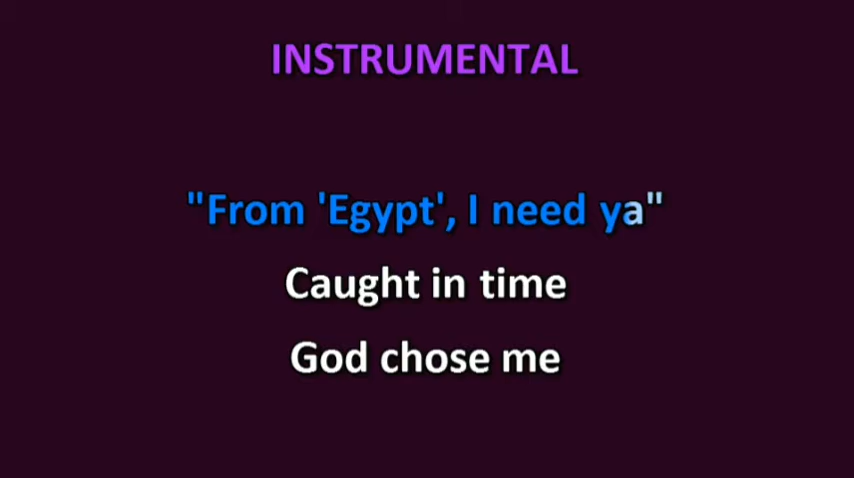 INSTRUMENTAL
"From 'Egypt', I need ya"
Caught in time
God chose me